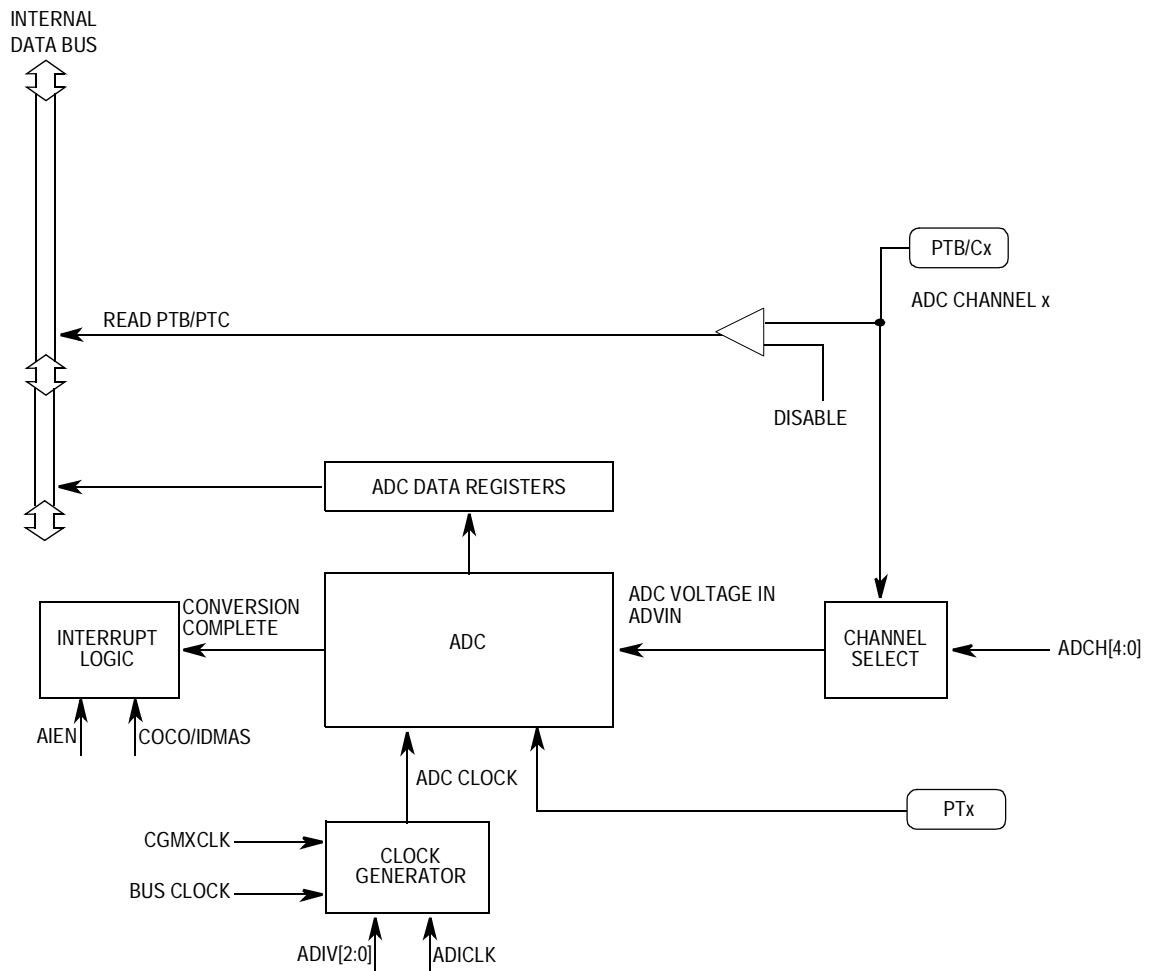 INTERNAL
DATA BUS
PTB/Cx
ADC CHANNEL x
READ PTB/PTC
DISABLE
ADC DATA REGISTERS
INTERRUPT
LOGIC
CONVERSION
COMPLETE
ADC
ADC VOLTAGE IN
ADVIN
CHANNEL
SELECT
ADCH[4:0]
AIEN
COCO/IDMAS
ADC CLOCK
PTx
CGMXCLK
BUS CLOCK
CLOCK
GENERATOR
ADIV[2:0]
ADICLK